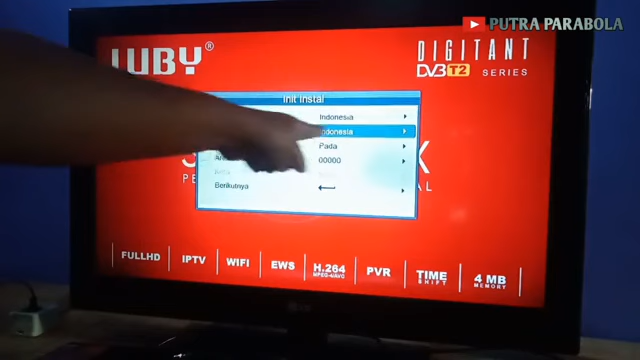 PUTRA PARABOLA
LUBY®
DIGITANT
DVB T2 SERIES
Init Instal
Indonesia
Indonesia
Pada
00000
Berikutnya
FULLHD
IPTV
WIFI
EWS
H.264
MPEG-4/AVC
PVR
TIME
SHIFT
4 MB
MEMORY